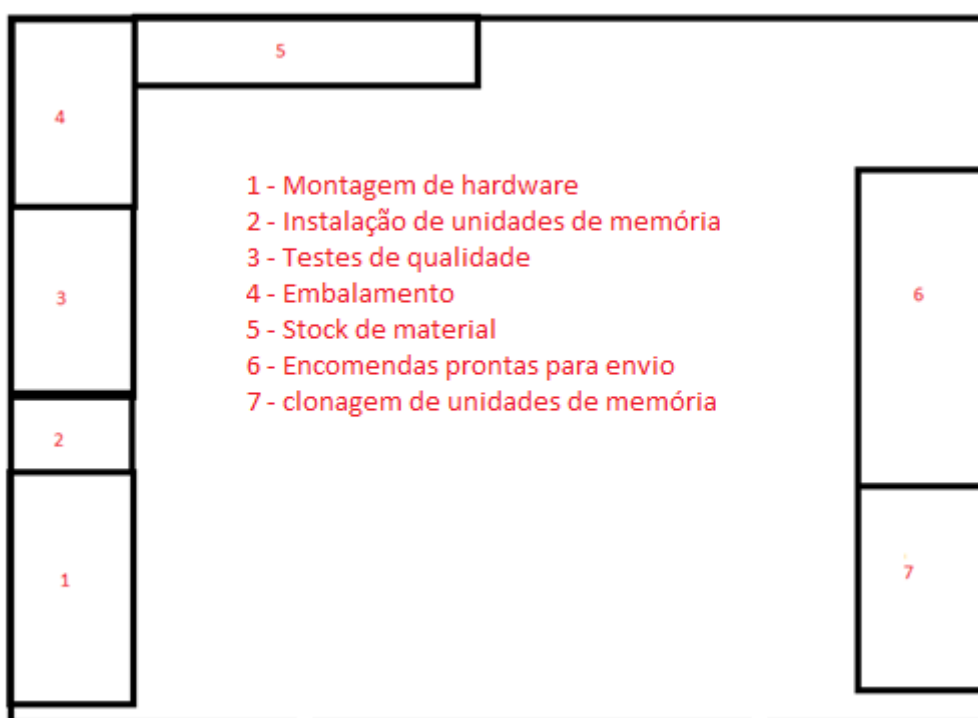 5
4
1 - Montagem de hardware
2 - Instalação de unidades de memória
3 - Testes de qualidade
4 - Embalamento
5 - Stock de material
6 - Encomendas prontas para envio
7 - clonagem de unidades de memória
3
6
2
1
7